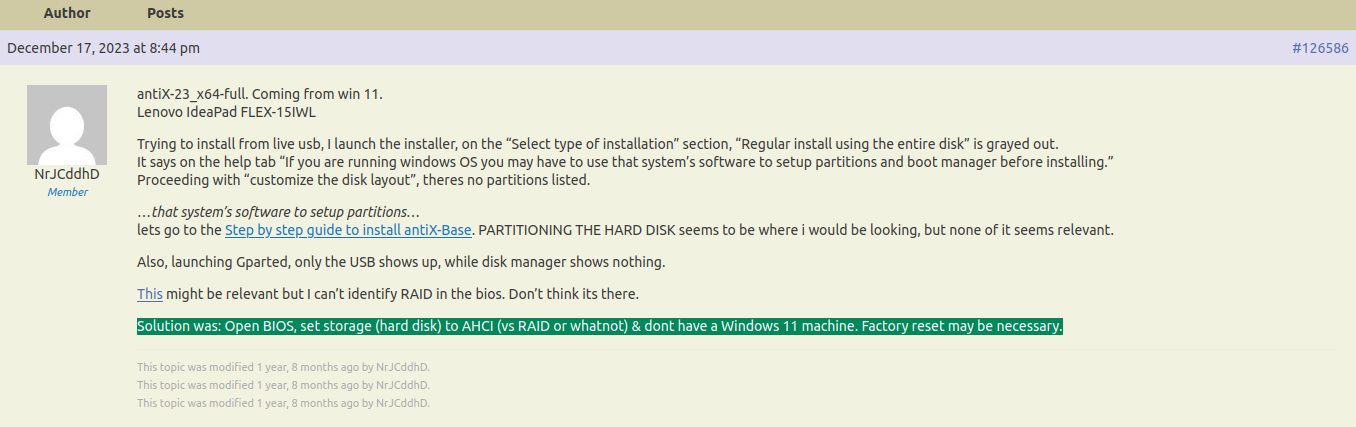 Author Posts
December 17, 2023 at 8:44 pm #126586
antiX-23_x64-full. Coming from win 11.
Lenovo IdeaPad FLEX-15IWL
Trying to install from live usb, I launch the installer, on the “Select type of installation” section, “Regular install using the entire disk” is grayed out.
It says on the help tab “If you are running windows OS you may have to use that system’s software to setup partitions and boot manager before installing.”
Proceeding with “customize the disk layout”, theres no partitions listed.
NrJCddhD
Member
…that system’s software to setup partitions…
lets go to the Step by step guide to install antiX-Base. PARTITIONING THE HARD DISK seems to be where i would be looking, but none of it seems relevant.
Also, launching Gparted, only the USB shows up, while disk manager shows nothing.
This might be relevant but I can’t identify RAID in the bios. Don’t think its there.
Solution was: Open BIOS, set storage (hard disk) to AHCI (vs RAID or whatnot) & dont have a Windows 11 machine. Factory reset may be necessary.
This topic was modified 1 year, 8 months ago by NrJCddhD.
This topic was modified 1 year, 8 months ago by NrJCddhD.
This topic was modified 1 year, 8 months ago by NrJCddhD.